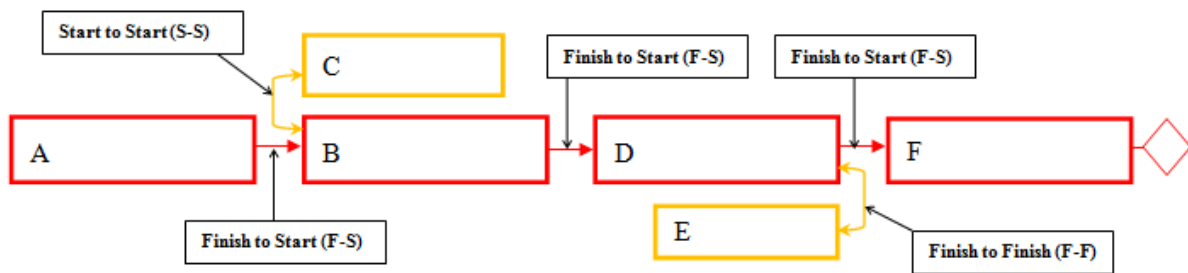 Start to Start (S-S)
C
Finish to Start (F-S)
Finish to Start (F-S)
A
B
D
F
E
Finish to Start (F-S)
Finish to Finish (F-F)